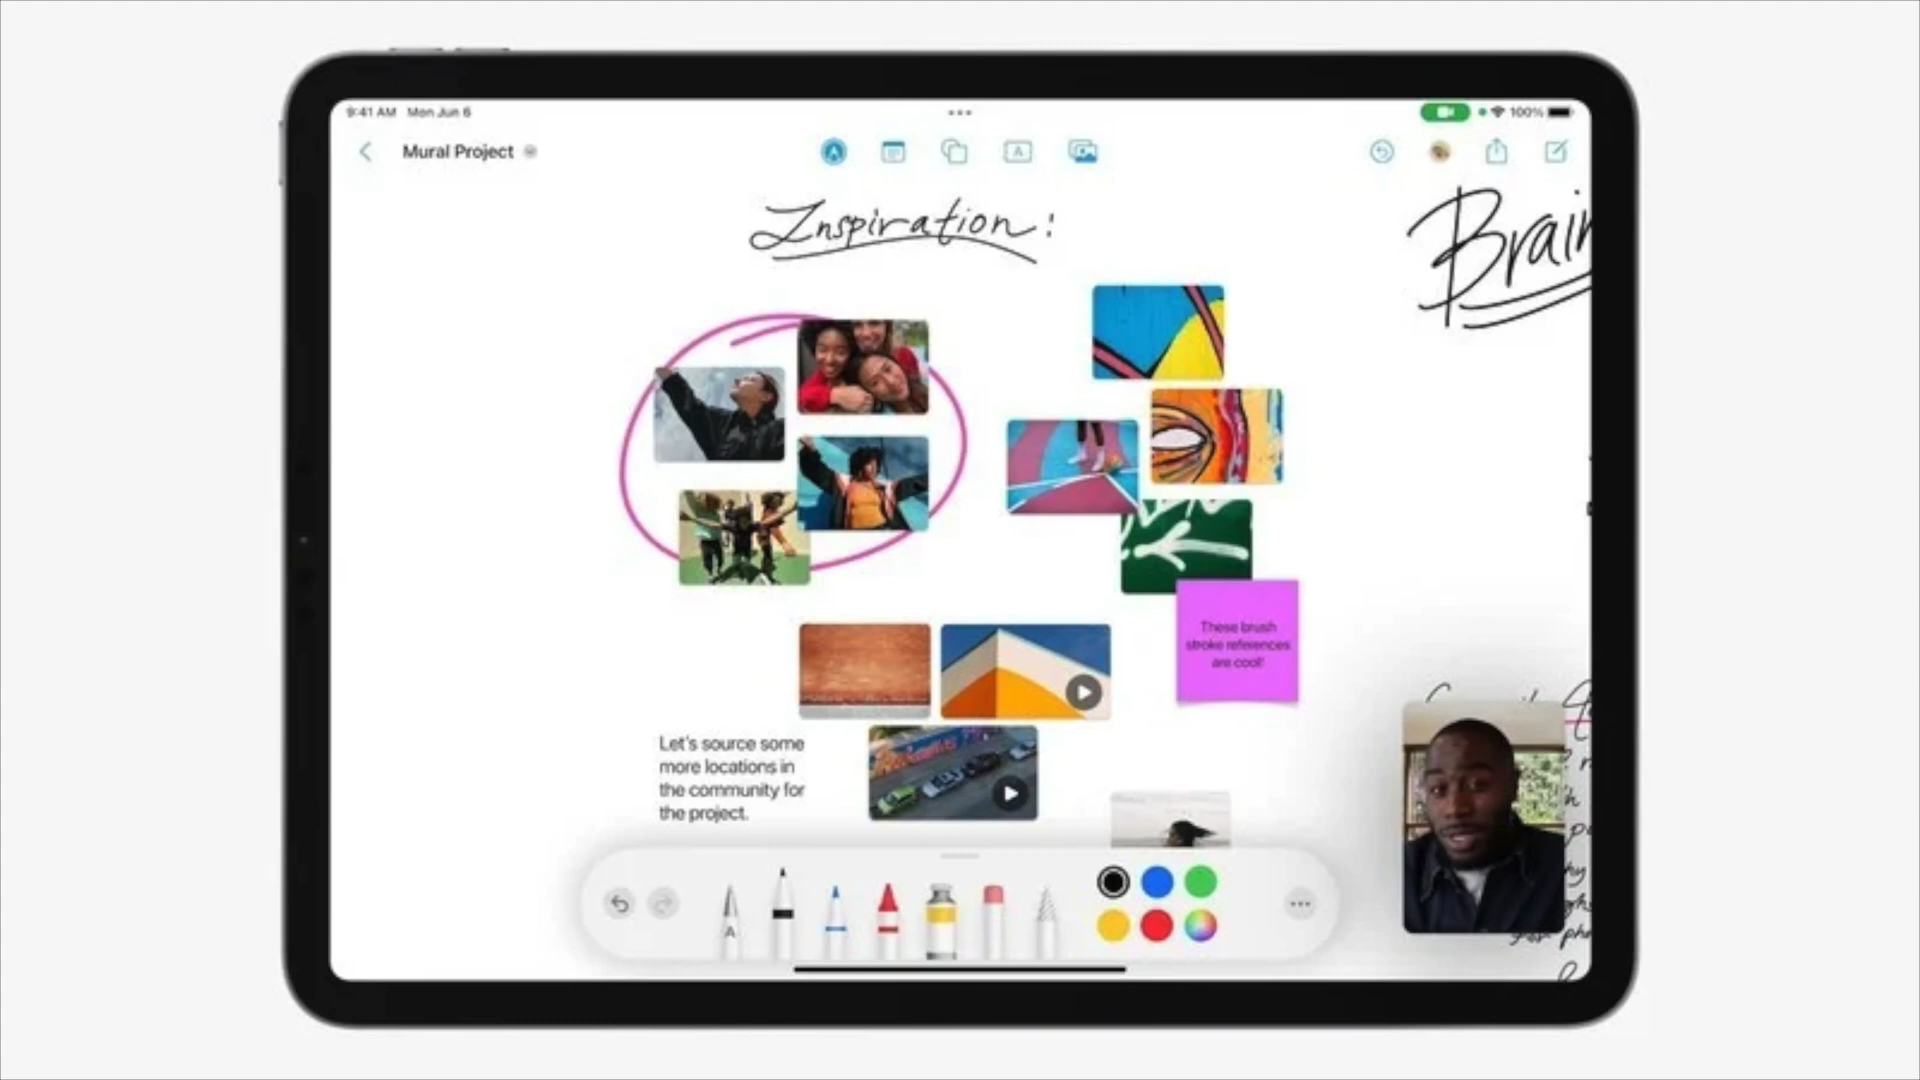 9:41 AM Mon Jun 6
100%
Mural Project
A
Inspiration:
Brain
These brush
stroke references
are cool!
Let's source some
more locations in
the community for
the project.
A